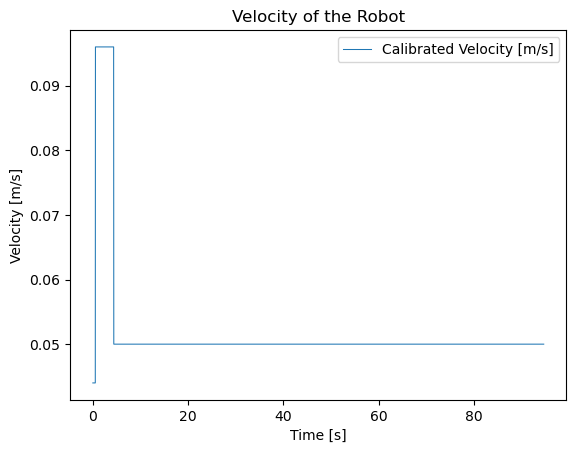 Velocity of the Robot
Calibrated Velocity [m/s]
0.09
0.08
0.07
0.06
0.05
Velocity [m/s]
0 20 40 60 80
Time [s]